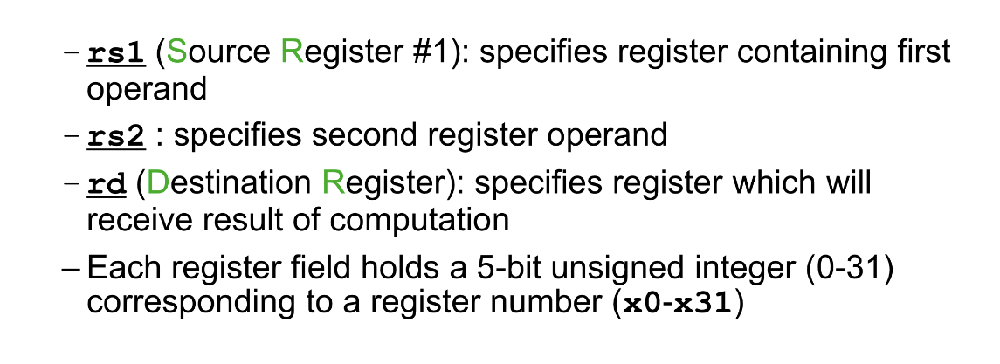 – rs1 (Source Register #1): specifies register containing first
operand
– rs2 : specifies second register operand
– rd (Destination Register): specifies register which will
receive result of computation
– Each register field holds a 5-bit unsigned integer (0-31)
corresponding to a register number (x0-x31)